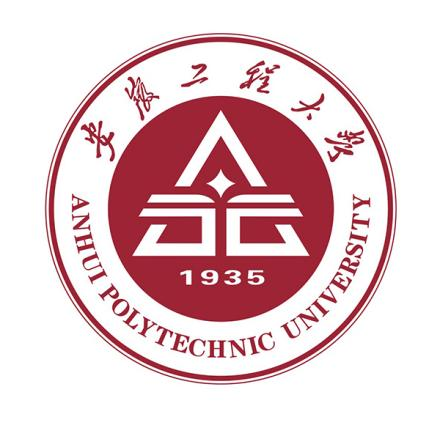 安徽工程大学
1935
ANHUI POLYTECHNIC UNIVERSITY